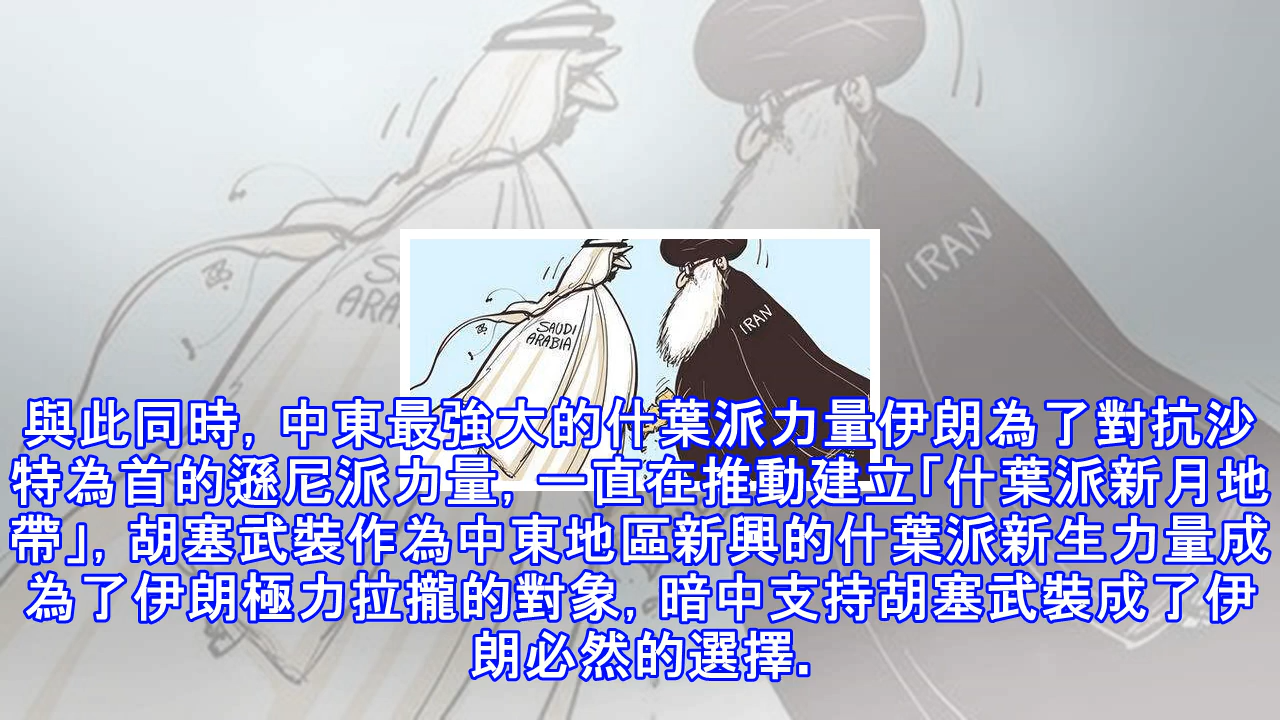 IRAN
S
ARA
SAUDI
ARABIA
IRAN
與此同時, 中東最強大的什葉派力量伊朗為了對抗沙
特為首的遜尼派力量, 一直在推動建立「什葉派新月地
帶」, 胡塞武裝作為中東地區新興的什葉派新生力量成
為了伊朗極力拉攏的對象, 暗中支持胡塞武裝成了伊
朗必然的選擇.